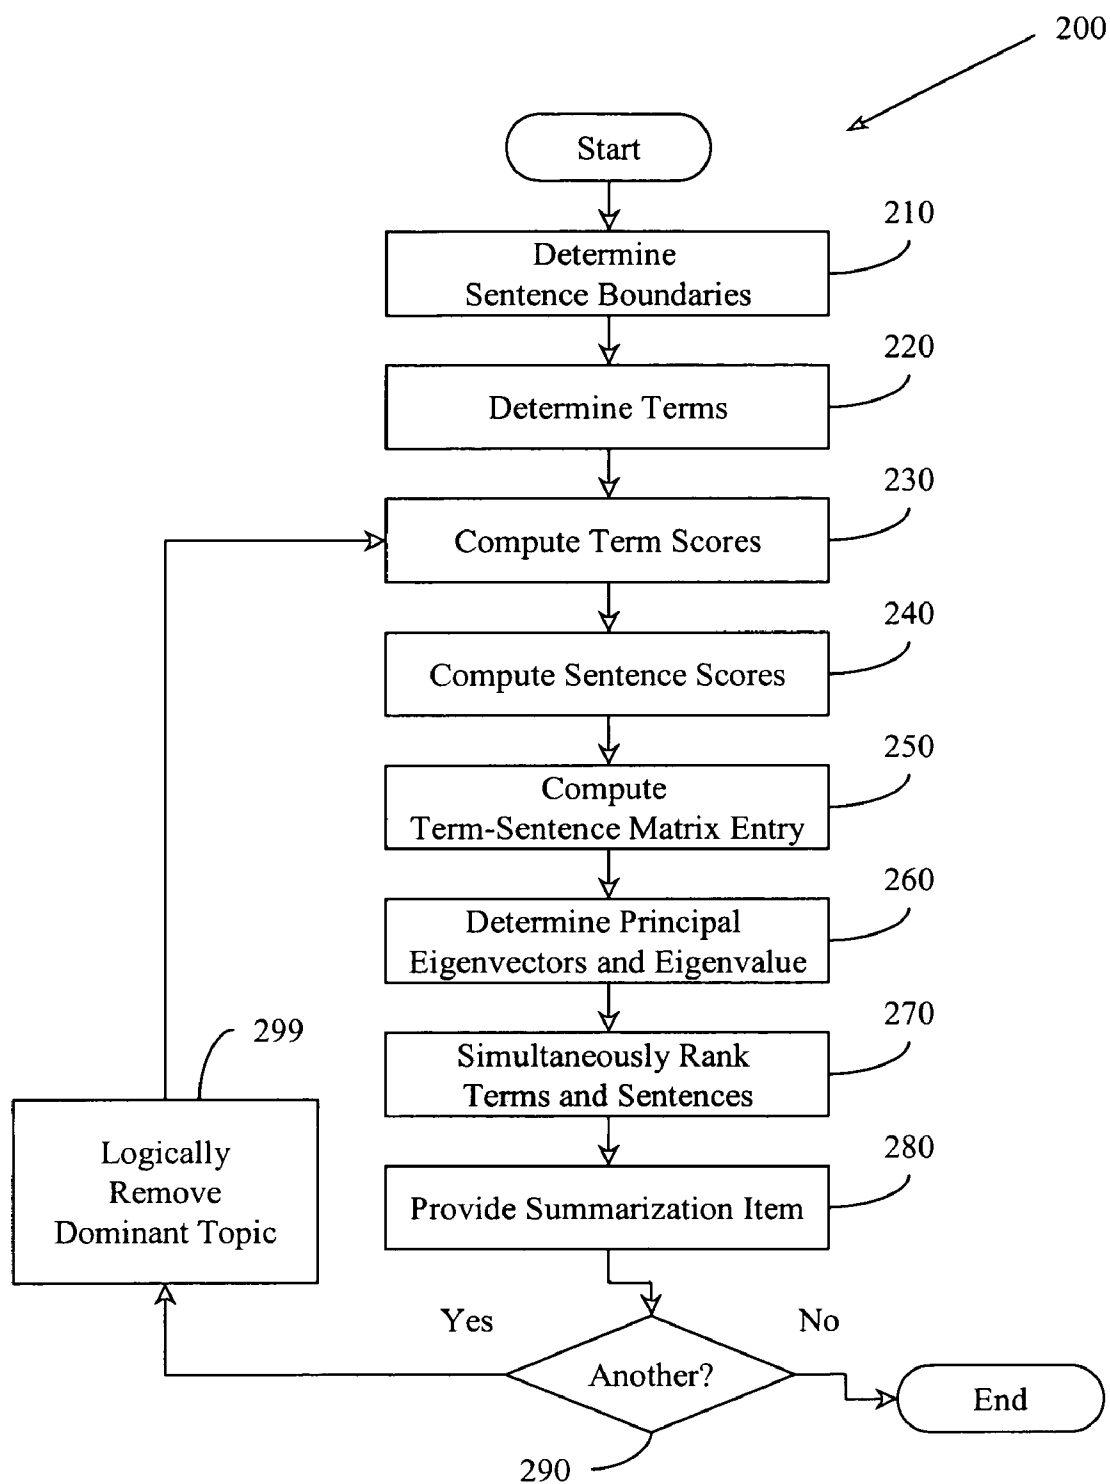 200
Start
210
Determine
Sentence Boundaries
220
Determine Terms
230
Compute Term Scores
240
Compute Sentence Scores
250
Compute
Term-Sentence Matrix Entry
260
Determine Principal
Eigenvectors and Eigenvalue
270
Simultaneously Rank
Terms and Sentences
299
Logically
Remove
Dominant Topic
280
Provide Summarization Item
Yes
No
Another?
End
290